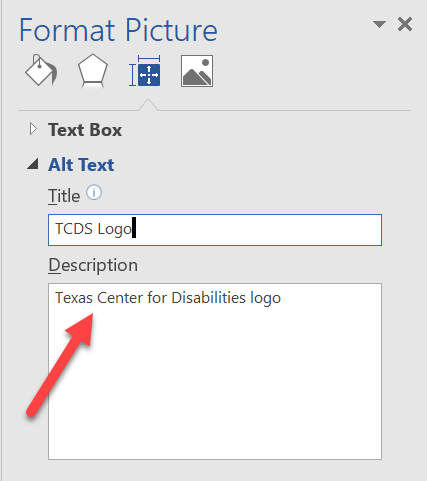 Format Picture
Text Box
Alt Text
Title
TCDS Logo
Description
Texas Center for Disabilities logo